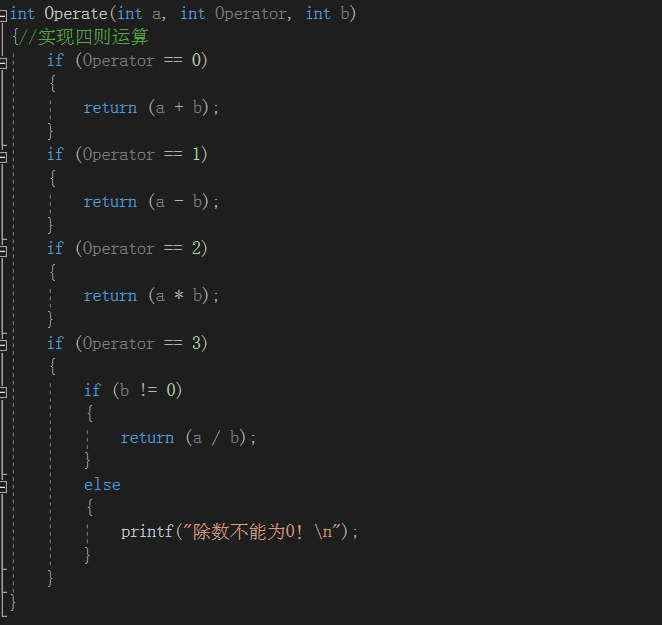 int Operate(int a, int Operator, int b)
{//实现四则运算
if (Operator == 0)
{
return (a + b);
}
if (Operator == 1)
{
return (a - b);
}
if (Operator == 2)
{
return (a * b);
}
if (Operator == 3)
{
if (b != 0)
{
return (a / b);
}
else
{
printf("除数不能为0! \n");
}
}
}